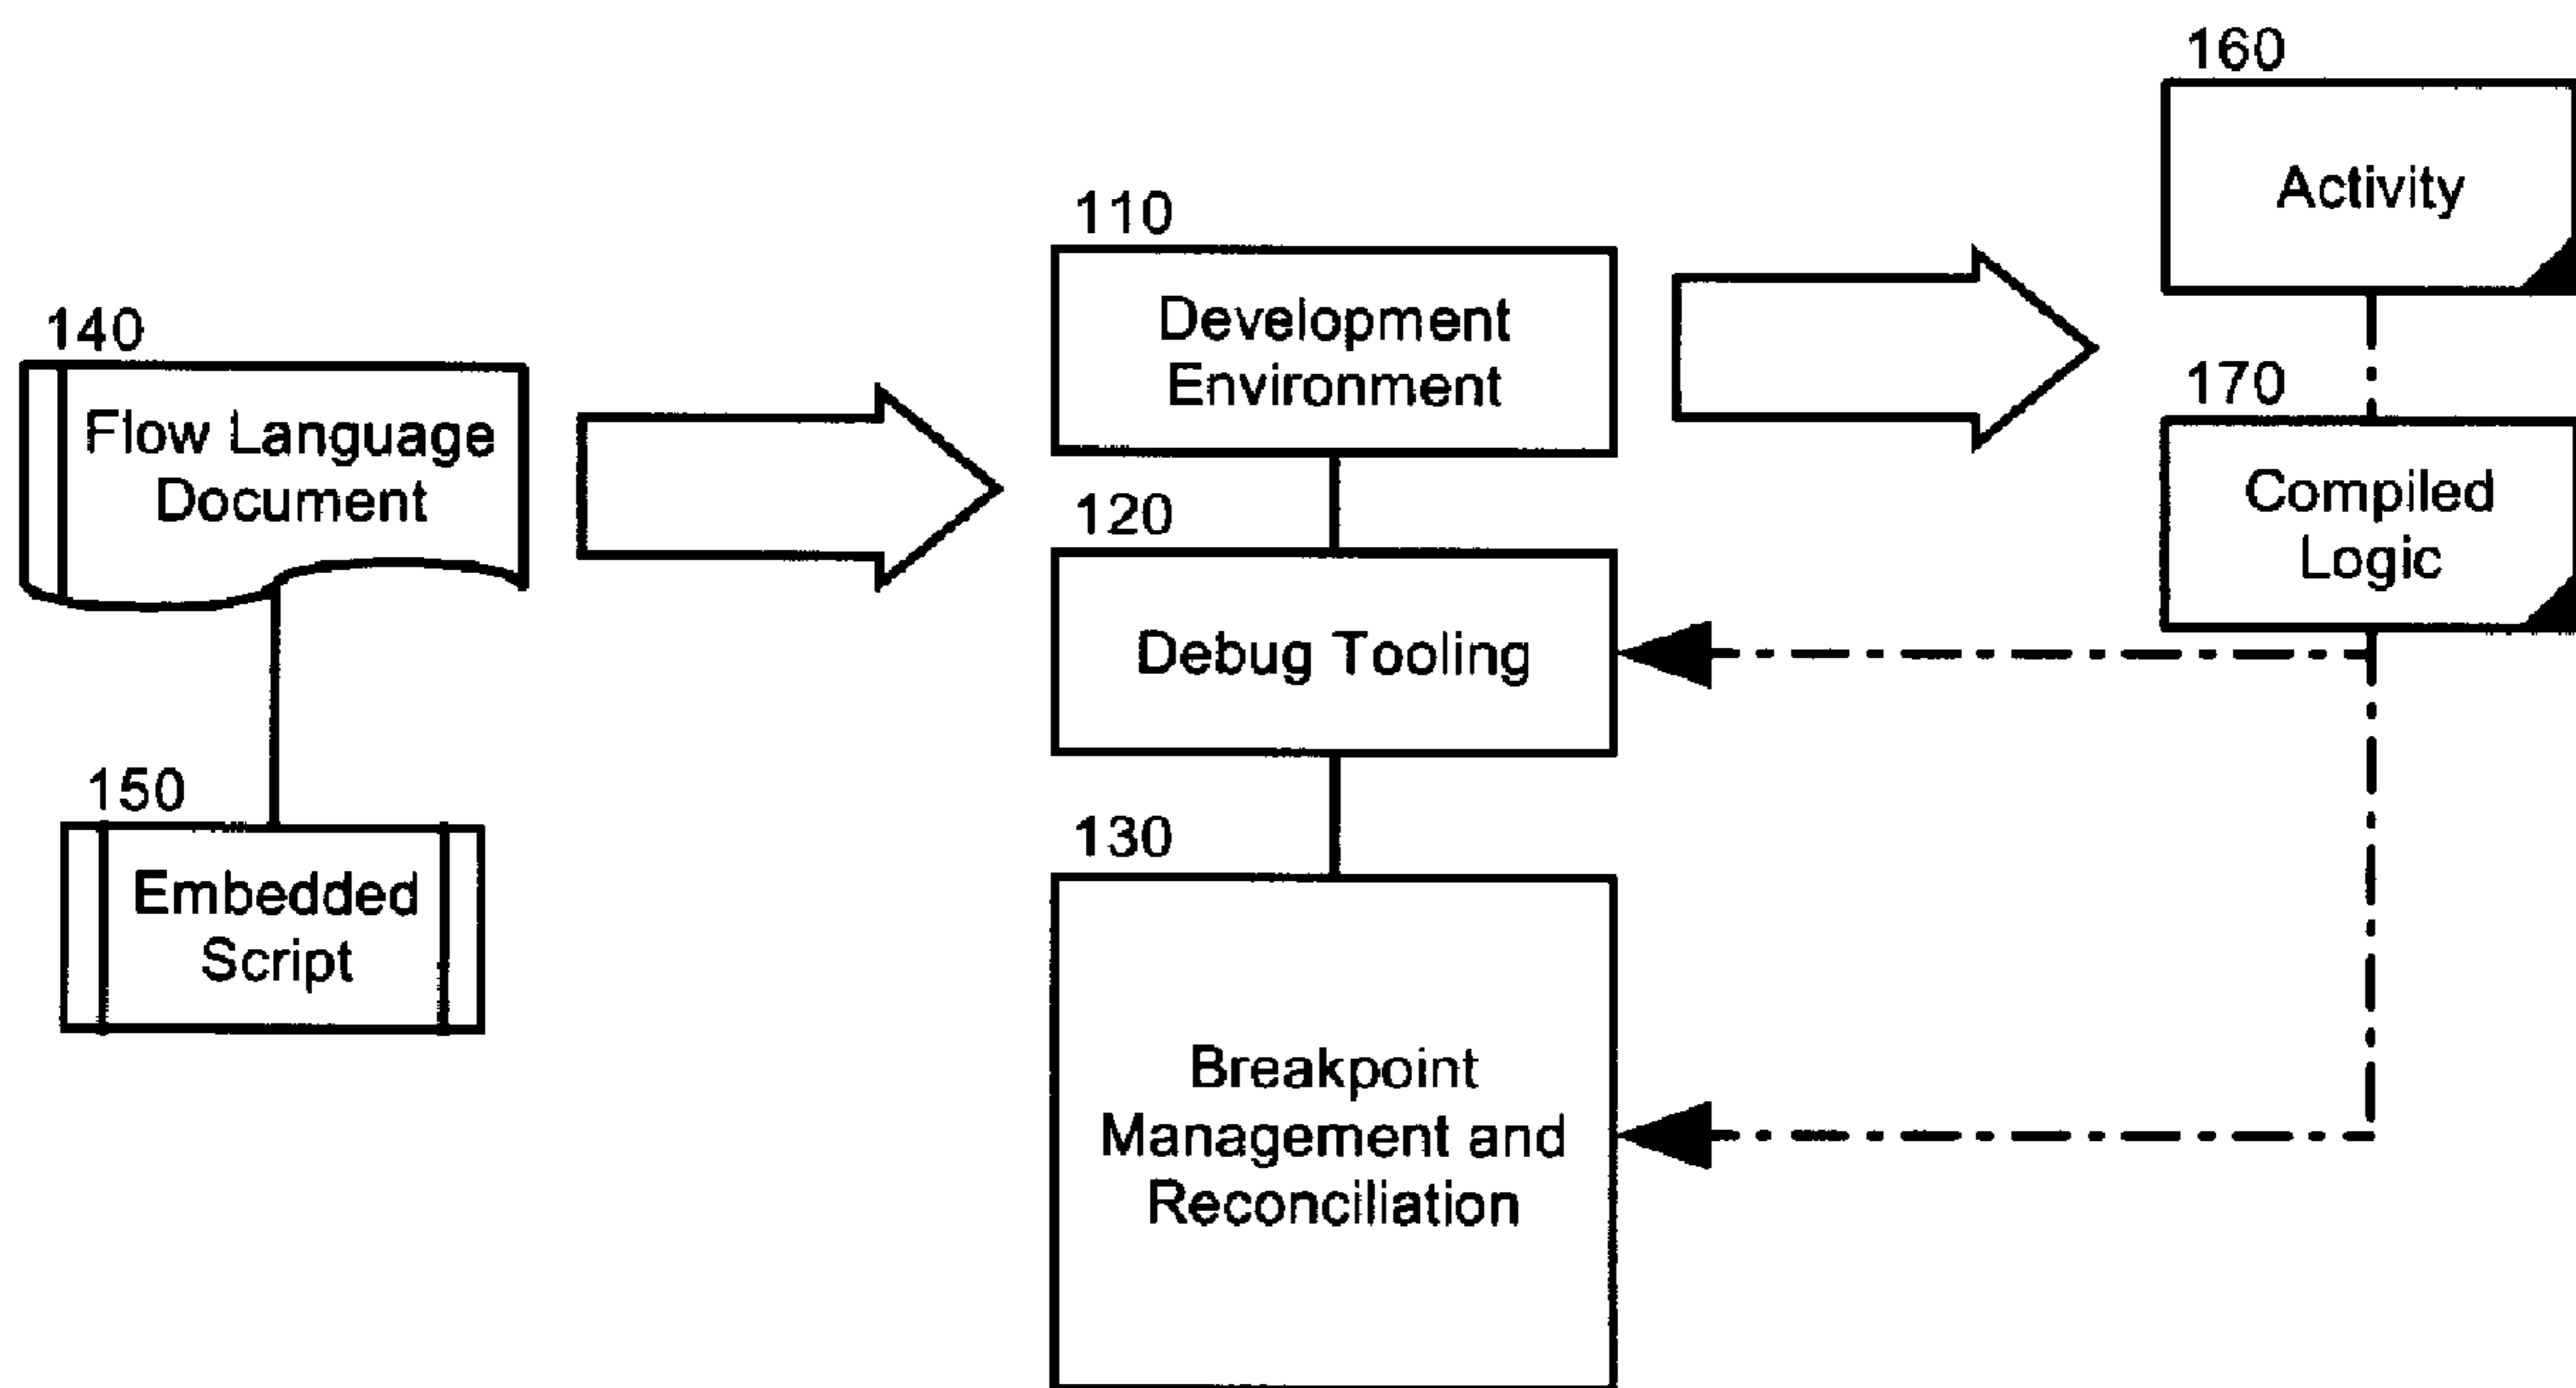 140
Flow Language
Document
150
Embedded
Script
110
Development
Environment
120
Debug Tooling
130
Breakpoint
Management and
Reconciliation
160
Activity
170
Compiled
Logic